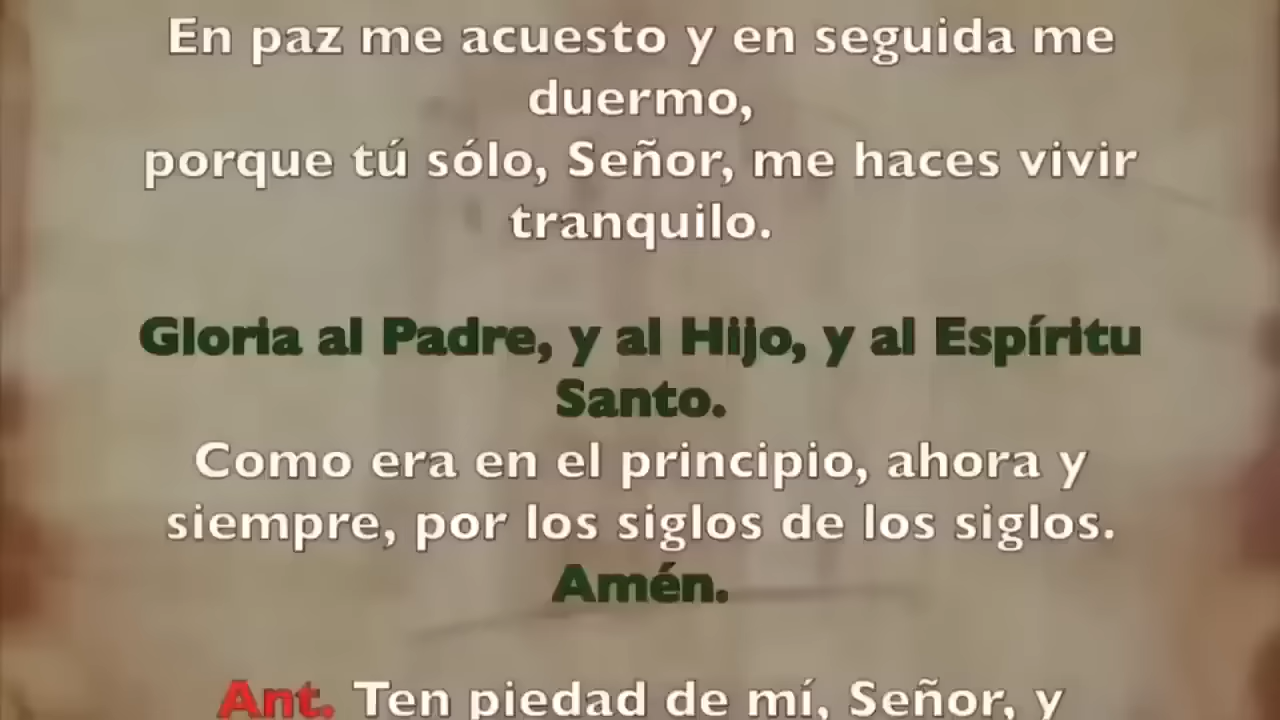 En paz me acuesto y en seguida me
duermo,
porque tú sólo, Señor, me haces vivir
tranquilo.
Gloria al Padre, y al Hijo, y al Espíritu
Santo.
Como era en el principio, ahora y
siempre, por los siglos de los siglos.
Amén.
Ant. Ten piedad de mí, Señor, y